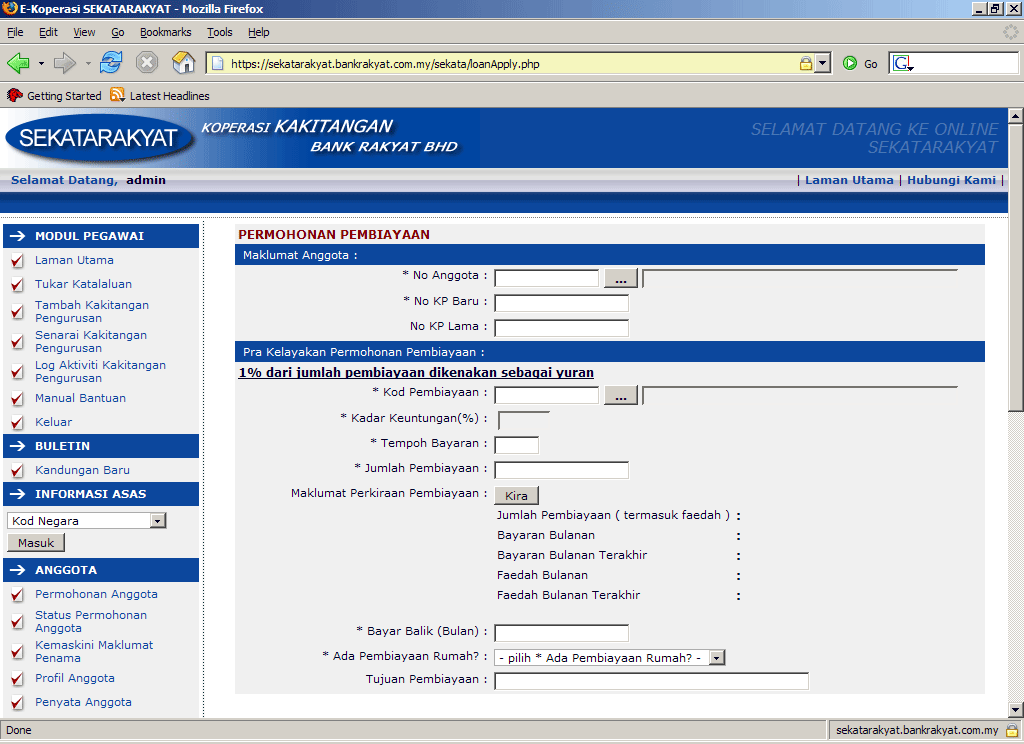 E-Koperasi SEKATARAKYAT - Mozilla Firefox
File Edit View Go Bookmarks Tools Help
https://sekatarakyat.bankrakyat.com.my/sekata/loanApply.php
Go
G
Getting Started Latest Headlines
SEKATARAKYAT
KOPERASI KAKITANGAN
BANK RAKYAT BHD
SELAMAT DATANG KE ONLINE
SEKATARAKYAT
Selamat Datang, admin
| Laman Utama | Hubungi Kami |
MODUL PEGAWAI
Laman Utama
Tukar Katalaluan
Tambah Kakitangan
Pengurusan
Senarai Kakitangan
Pengurusan
Log Aktiviti Kakitangan
Pengurusan
Manual Bantuan
Keluar
BULETIN
Kandungan Baru
INFORMASI ASAS
Kod Negara
Masuk
ANGGOTA
Permohonan Anggota
Status Permohonan
Anggota
Kemaskini Maklumat
Penama
Profil Anggota
Penyata Anggota
PERMOHONAN PEMBIAYAAN
Maklumat Anggota :
* No Anggota : ...
* No KP Baru :
No KP Lama :
Pra Kelayakan Permohonan Pembiayaan :
1% dari jumlah pembiayaan dikenakan sebagai yuran
* Kod Pembiayaan : ...
* Kadar Keuntungan(%) :
* Tempoh Bayaran :
* Jumlah Pembiayaan :
Maklumat Perkiraan Pembiayaan : Kira
Jumlah Pembiayaan ( termasuk faedah ) :
Bayaran Bulanan :
Bayaran Bulanan Terakhir :
Faedah Bulanan :
Faedah Bulanan Terakhir :
* Bayar Balik (Bulan) :
* Ada Pembiayaan Rumah? : - pilih * Ada Pembiayaan Rumah? -
Tujuan Pembiayaan :
Done
sekatarakyat.bankrakyat.com.my